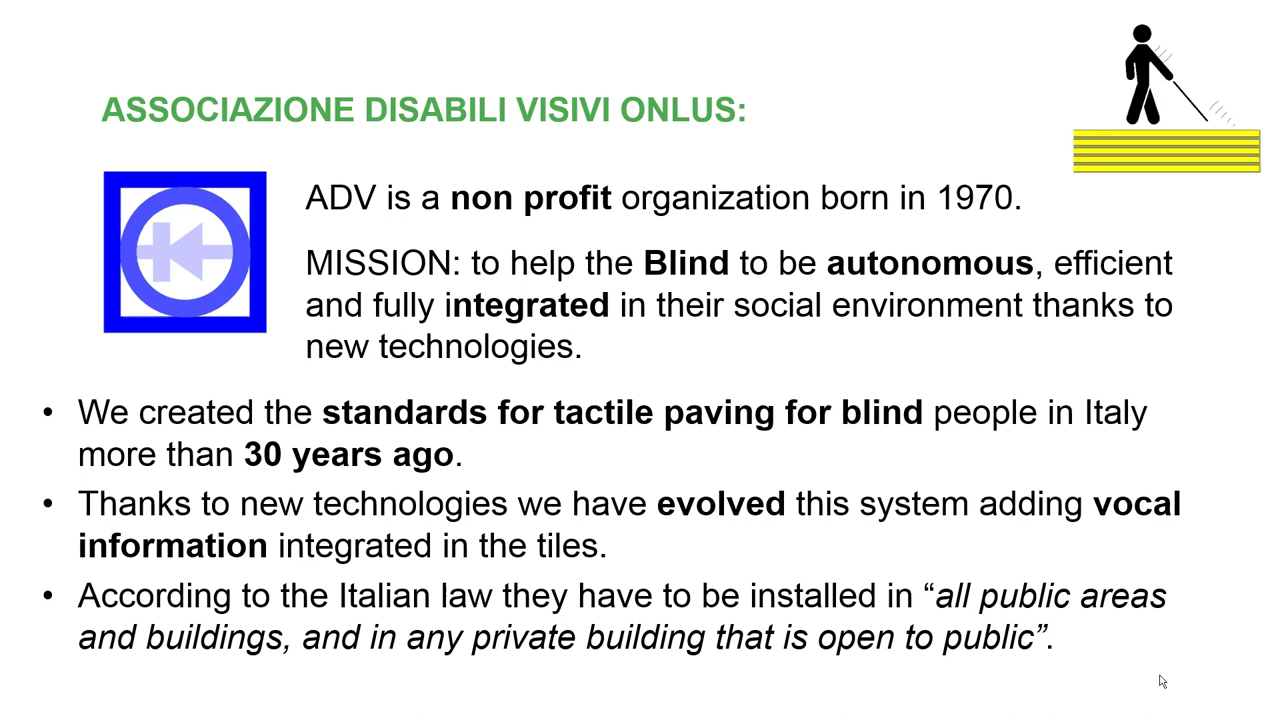 ASSOCIAZIONE DISABILI VISIVI ONLUS:
ADV is a non profit organization born in 1970.
MISSION: to help the Blind to be autonomous, efficient
and fully integrated in their social environment thanks to
new technologies.
• We created the standards for tactile paving for blind people in Italy
more than 30 years ago.
• Thanks to new technologies we have evolved this system adding vocal
information integrated in the tiles.
• According to the Italian law they have to be installed in “all public areas
and buildings, and in any private building that is open to public”.